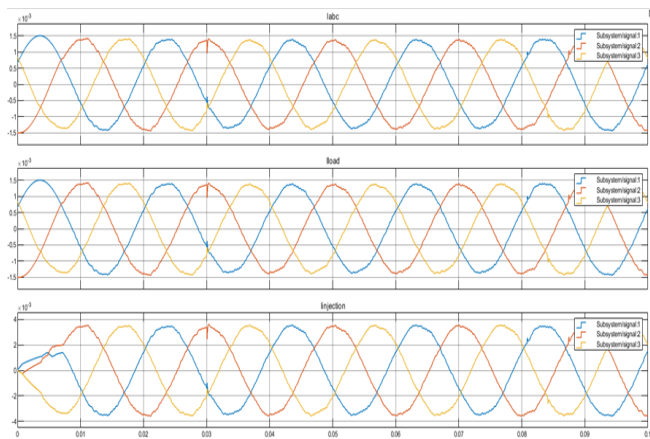 Iabc
×10⁻³
1.5
1
0.5
0
-0.5
-1
-1.5
Subsystem/signal:1
Subsystem/signal:2
Subsystem/signal:3
Iload
×10⁻³
1.5
1
0.5
0
-0.5
-1
-1.5
Subsystem/signal:1
Subsystem/signal:2
Subsystem/signal:3
Iinjection
×10⁻³
4
2
0
-2
-4
Subsystem/signal:1
Subsystem/signal:2
Subsystem/signal:3
0 0.01 0.02 0.03 0.04 0.05 0.06 0.07 0.08 0.09 0.1